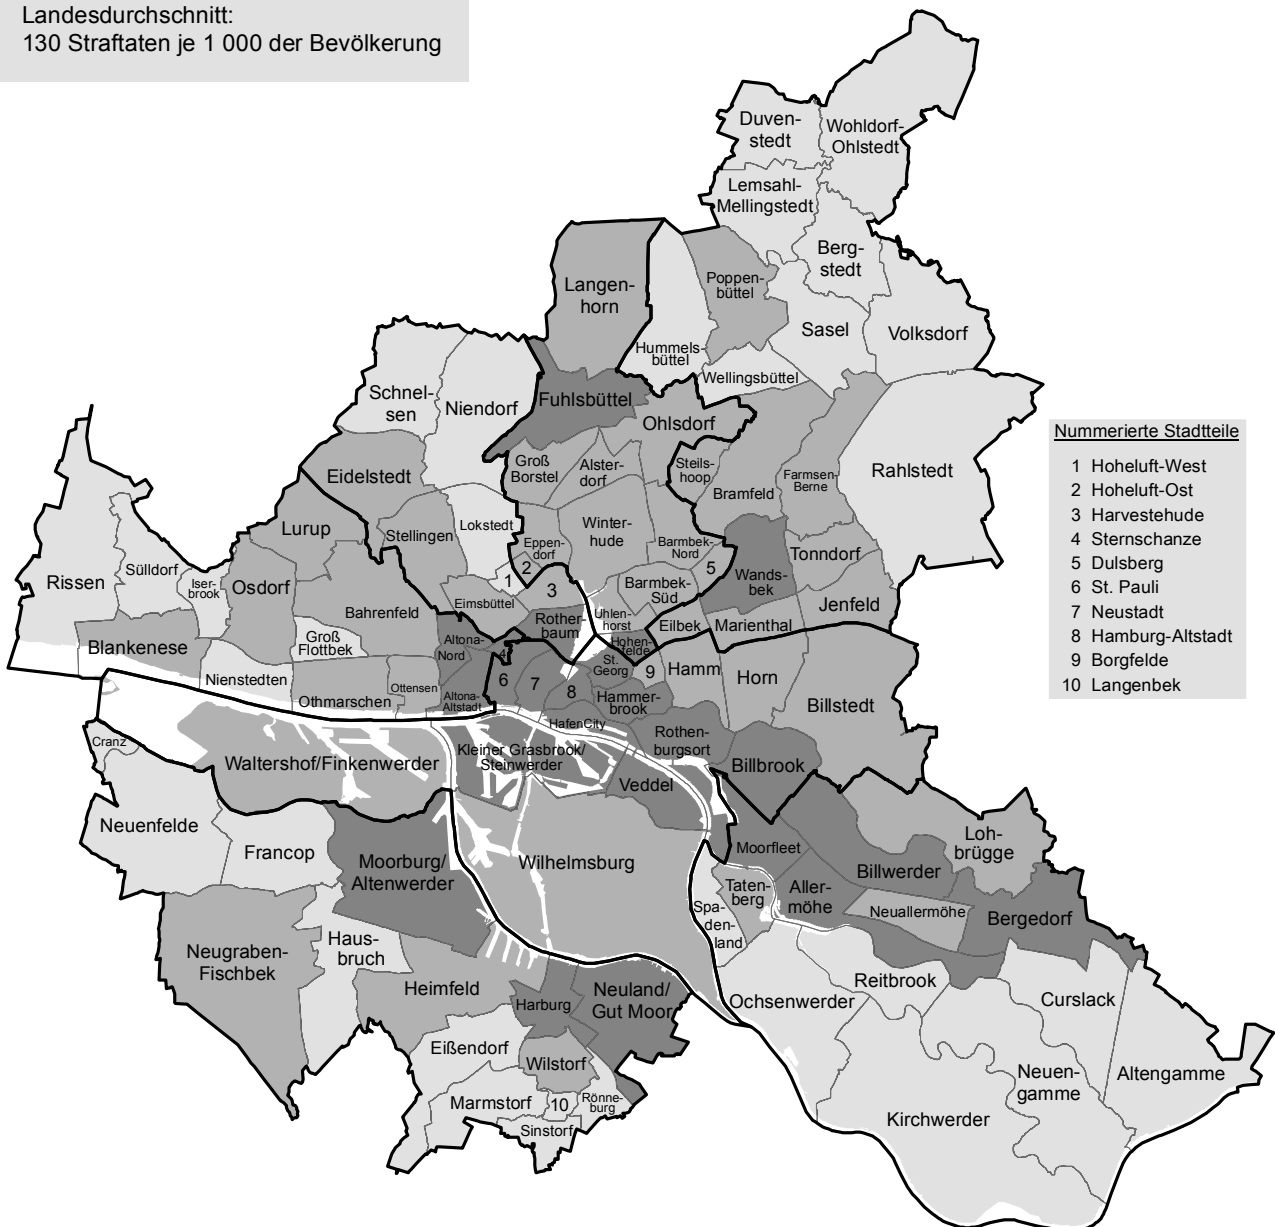 Landesdurchschnitt:
130 Straftaten je 1 000 der Bevölkerung
Duven-
stedt
Wohldorf-
Ohlstedt
Lemsahl-
Mellingstedt
Berg-
stedt
Langen-
horn
Poppen-
büttel
Hummels-
büttel
Sasel
Volksdorf
Wellingsbüttel
Schnel-
sen
Niendorf
Fuhlsbüttel
Ohlsdorf
Eidelstedt
Groß
Borstel
Alster-
dorf
Steils-
hoop
Bramfeld
Farmsen-
Berne
Rahlstedt
Nummerierte Stadtteile
1 Hoheluft-West
2 Hoheluft-Ost
3 Harvestehude
4 Sternschanze
5 Dulsberg
6 St. Pauli
7 Neustadt
8 Hamburg-Altstadt
9 Borgfelde
10 Langenbek
Lurup
Stellingen
Lokstedt
Winter-
hude
Eppen-
dorf
Barmbek-
Nord
Tonndorf
Rissen
Sülldorf
Iser-
brook
Osdorf
1
2
3
5
Wands-
bek
Barmbek-
Süd
Bahrenfeld
Eimsbüttel
Rother-
baum
Uhlen-
horst
Eilbek
Marienthal
Jenfeld
Blankenese
Groß
Flottbek
Altona-
Nord
4
Hohen-
felde
St.
Georg
9
Hamm
Horn
Nienstedten
Othmarschen
Ottensen
Altona-
Altstadt
6
7
8
Hammer-
brook
Billstedt
HafenCity
Cranz
Waltershof/Finkenwerder
Kleiner Grasbrook/
Steinwerder
Rothen-
burgsort
Billbrook
Veddel
Neuenfelde
Francop
Moorburg/
Altenwerder
Wilhelmsburg
Moorfleet
Loh-
brügge
Billwerder
Taten-
berg
Aller-
möhe
Neuallermöhe
Bergedorf
Spa-
den-
land
Neugraben-
Fischbek
Haus-
bruch
Heimfeld
Harburg
Neuland/
Gut Moor
Ochsenwerder
Reitbrook
Curslack
Eißendorf
Wilstorf
Neuen-
gamme
Altengamme
Marmstorf
10
Rönne-
burg
Sinstorf
Kirchwerder